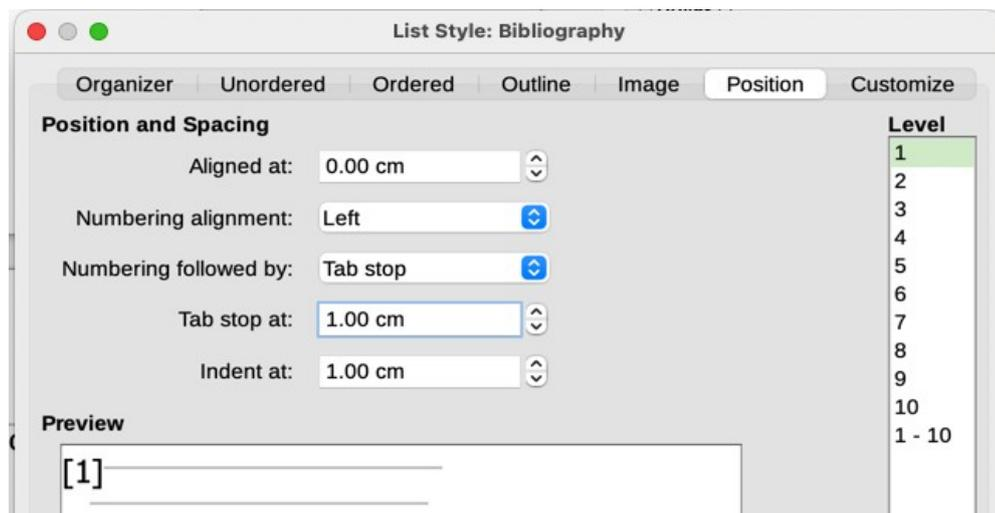 List Style: Bibliography
Organizer Unordered Ordered Outline Image Position Customize
Position and Spacing
Aligned at: 0.00 cm
Numbering alignment: Left
Numbering followed by: Tab stop
Tab stop at: 1.00 cm
Indent at: 1.00 cm
Preview
[1]
Level
1
2
3
4
5
6
7
8
9
10
1 - 10